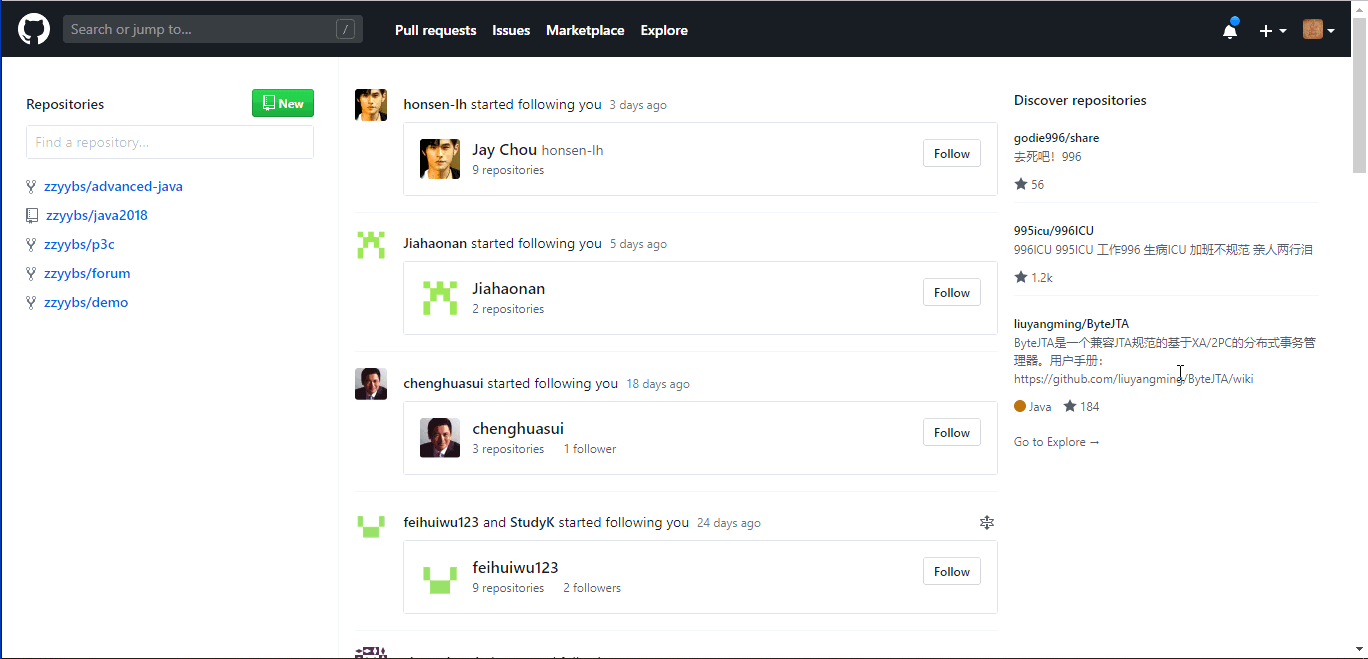 Search or jump to...
/
Pull requests
Issues
Marketplace
Explore
Repositories
New
Find a repository...
zzyybs/advanced-java
zzyybs/java2018
zzyybs/p3c
zzyybs/forum
zzyybs/demo
honsen-lh started following you 3 days ago
Jay Chou honsen-lh
9 repositories
Follow
Jiahaonan started following you 5 days ago
Jiahaonan
2 repositories
Follow
chenghuasui started following you 18 days ago
chenghuasui
3 repositories 1 follower
Follow
feihuiwu123 and StudyK started following you 24 days ago
feihuiwu123
9 repositories 2 followers
Follow
Discover repositories
godie996/share
去死吧！996
56
995icu/996ICU
996ICU 995ICU 工作996 生病ICU 加班不规范 亲人两行泪
1.2k
liuyangming/ByteJTA
ByteJTA是一个兼容JTA规范的基于XA/2PC的分布式事务管
理器。用户手册：
https://github.com/liuyangming/ByteJTA/wiki
Java 184
Go to Explore →